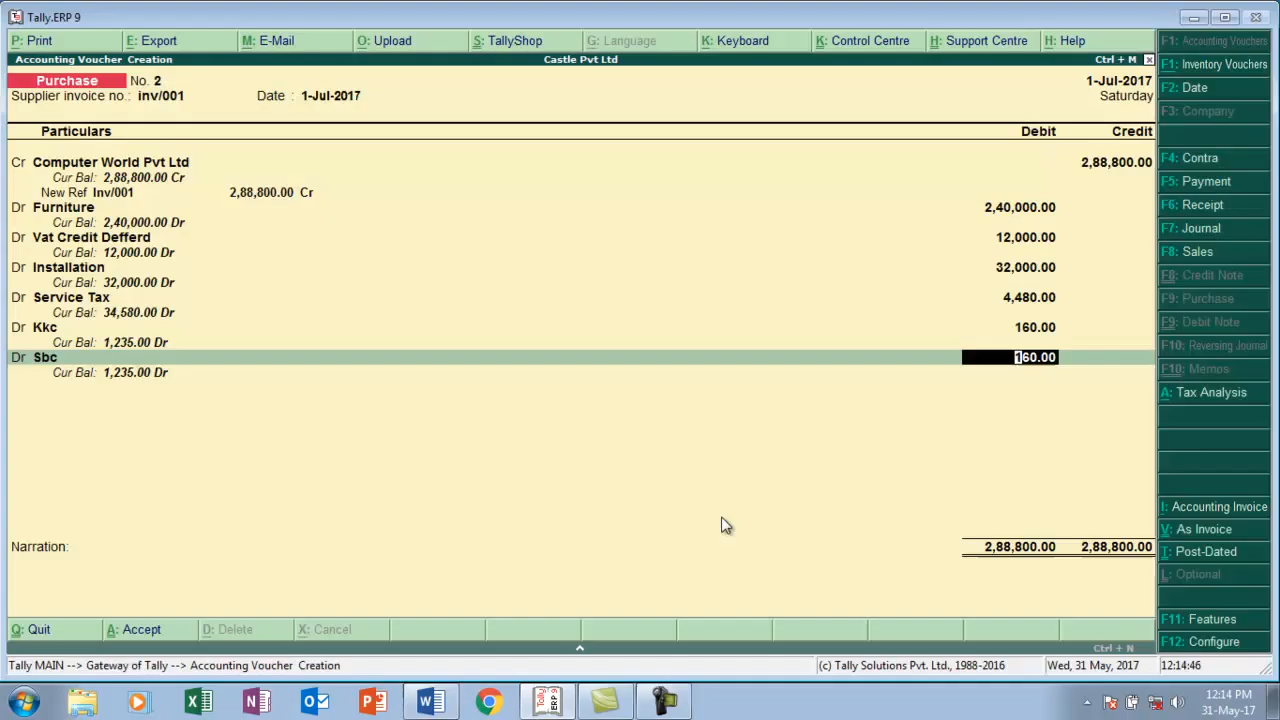 Tally.ERP 9
P: Print E: Export M: E-Mail O: Upload S: TallyShop G: Language K: Keyboard K: Control Centre H: Support Centre H: Help
Accounting Voucher Creation Castle Pvt Ltd Ctrl + M
Purchase No. 2 1-Jul-2017
Supplier invoice no.: inv/001 Date : 1-Jul-2017 Saturday
Particulars Debit Credit
Cr Computer World Pvt Ltd 2,88,800.00
Cur Bal: 2,88,800.00 Cr
New Ref Inv/001 2,88,800.00 Cr
Dr Furniture 2,40,000.00
Cur Bal: 2,40,000.00 Dr
Dr Vat Credit Defferd 12,000.00
Cur Bal: 12,000.00 Dr
Dr Installation 32,000.00
Cur Bal: 32,000.00 Dr
Dr Service Tax 4,480.00
Cur Bal: 34,580.00 Dr
Dr Kkc 160.00
Cur Bal: 1,235.00 Dr
Dr Sbc 160.00
Cur Bal: 1,235.00 Dr
Narration: 2,88,800.00 2,88,800.00
Q: Quit A: Accept D: Delete X: Cancel
Ctrl + N
F1: Accounting Vouchers
F1: Inventory Vouchers
F2: Date
F3: Company
F4: Contra
F5: Payment
F6: Receipt
F7: Journal
F8: Sales
F8: Credit Note
F9: Purchase
F9: Debit Note
F10: Reversing Journal
F10: Memos
A: Tax Analysis
I: Accounting Invoice
V: As Invoice
T: Post-Dated
L: Optional
F11: Features
F12: Configure
Tally MAIN --> Gateway of Tally --> Accounting Voucher Creation (c) Tally Solutions Pvt. Ltd., 1988-2016 Wed, 31 May, 2017 12:14:46
12:14 PM
31-May-17